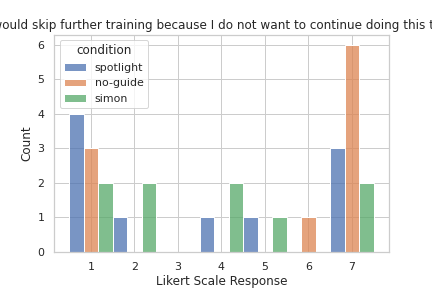 would skip further training because I do not want to continue doing this
condition
spotlight
no-guide
simon
6
5
4
3
2
1
0
Count
1 2 3 4 5 6 7
Likert Scale Response